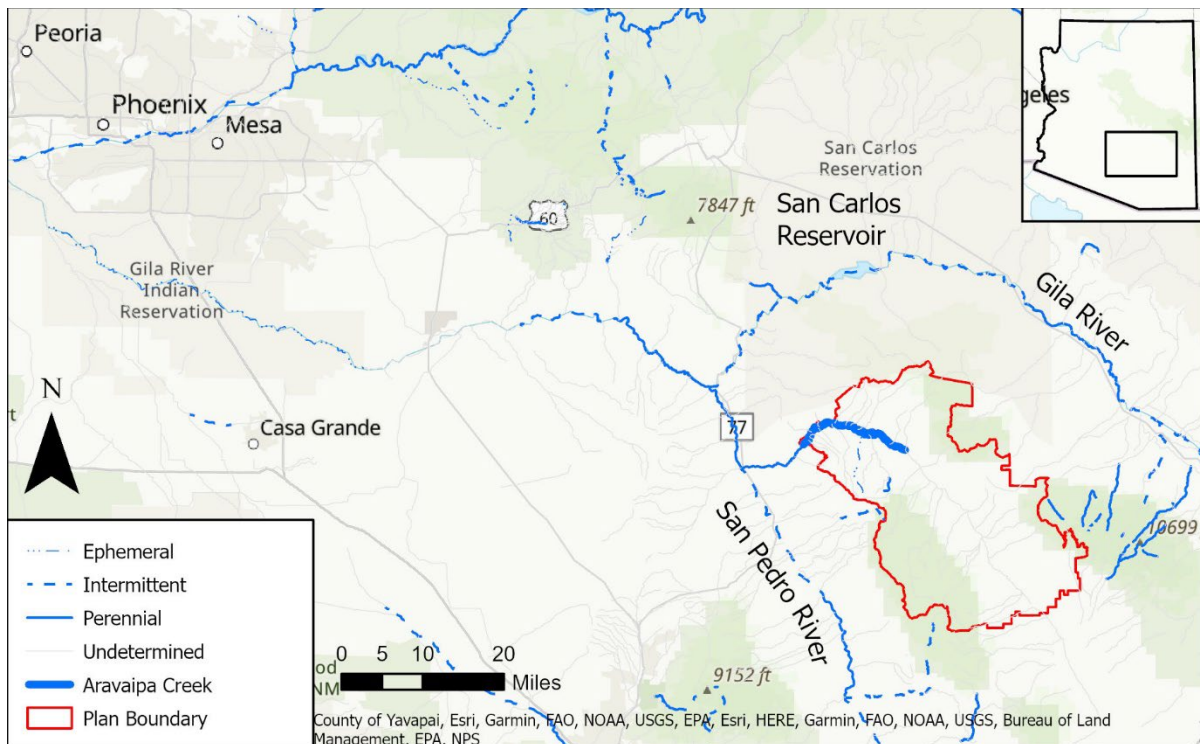 Peoria
Phoenix
Mesa
geles
San Carlos
Reservation
60
7847 ft
San Carlos
Reservoir
Gila River
Indian
Reservation
Gila River
N
Casa Grande
77
10699
San Pedro River
9152 ft
Ephemeral
Intermittent
Perennial
Undetermined
Aravaipa Creek
Plan Boundary
0 5 10 20
Miles
od
NM
County of Yavapai, Esri, Garmin, FAO, NOAA, USGS, EPA, Esri, HERE, Garmin, FAO, NOAA, USGS, Bureau of Land
Management, EPA, NPS